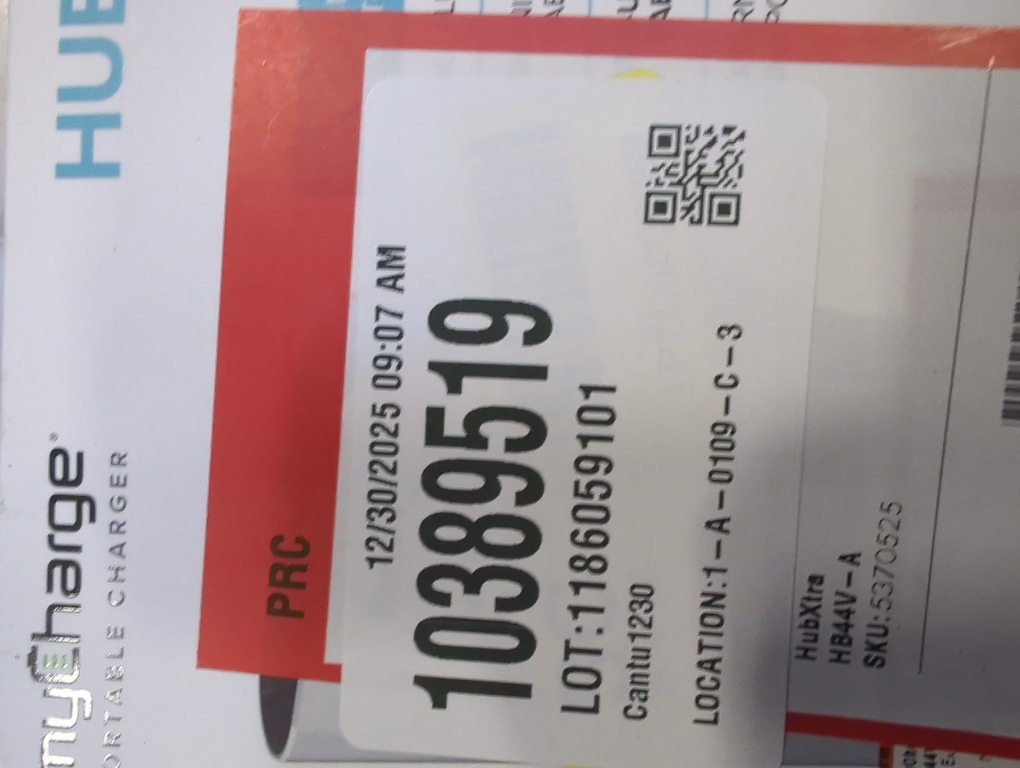 mycharge®
PORTABLE CHARGER
HUB
PRC
12/30/2025 09:07 AM
10389519
LOT:1186059101
Cantu1230
LOCATION:1-A-0109-C-3
HubXtra
HB44V-A
SKU:5370525